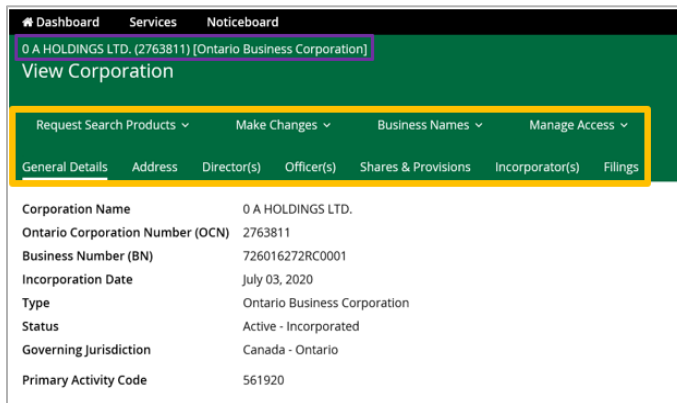 Dashboard Services Noticeboard
0 A HOLDINGS LTD. (2763811) [Ontario Business Corporation]
View Corporation
Request Search Products Make Changes Business Names Manage Access
General Details Address Director(s) Officer(s) Shares & Provisions Incorporator(s) Filings
Corporation Name 0 A HOLDINGS LTD.
Ontario Corporation Number (OCN) 2763811
Business Number (BN) 726016272RC0001
Incorporation Date July 03, 2020
Type Ontario Business Corporation
Status Active - Incorporated
Governing Jurisdiction Canada - Ontario
Primary Activity Code 561920